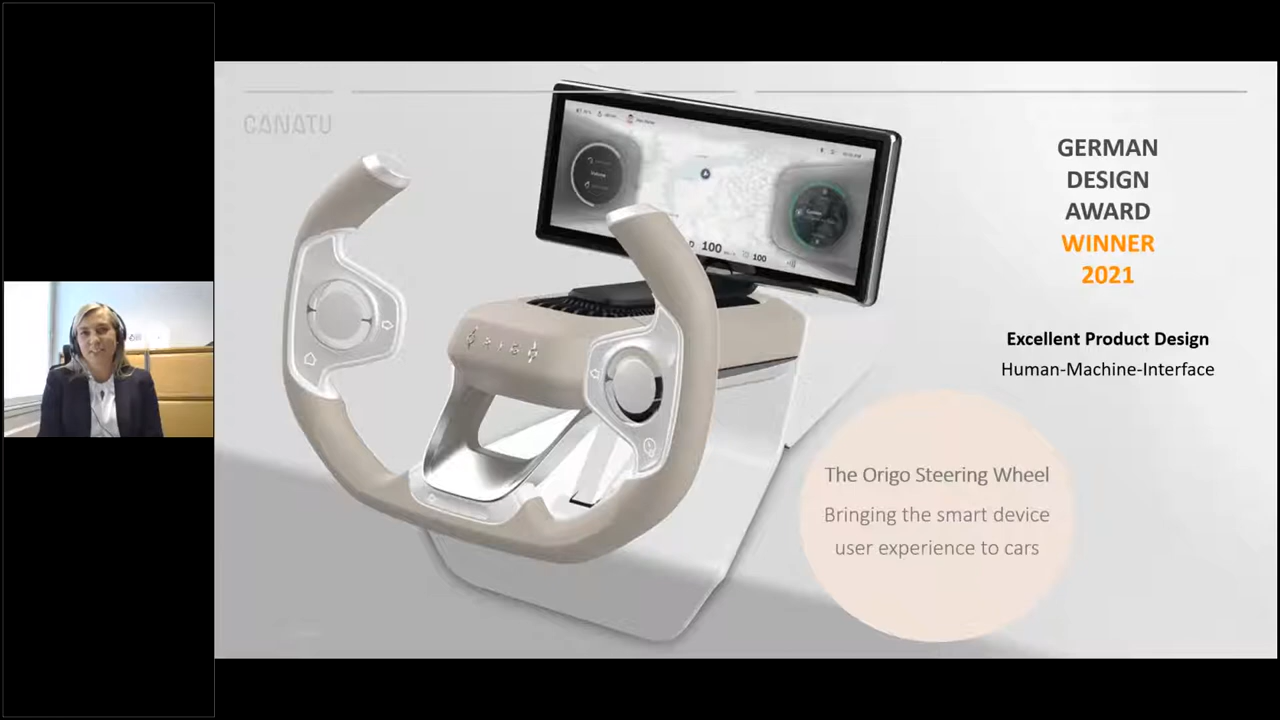 CANATU
GERMAN
DESIGN
AWARD
WINNER
2021
Excellent Product Design
Human-Machine-Interface
The Origo Steering Wheel
Bringing the smart device
user experience to cars
Volume
D 100
100